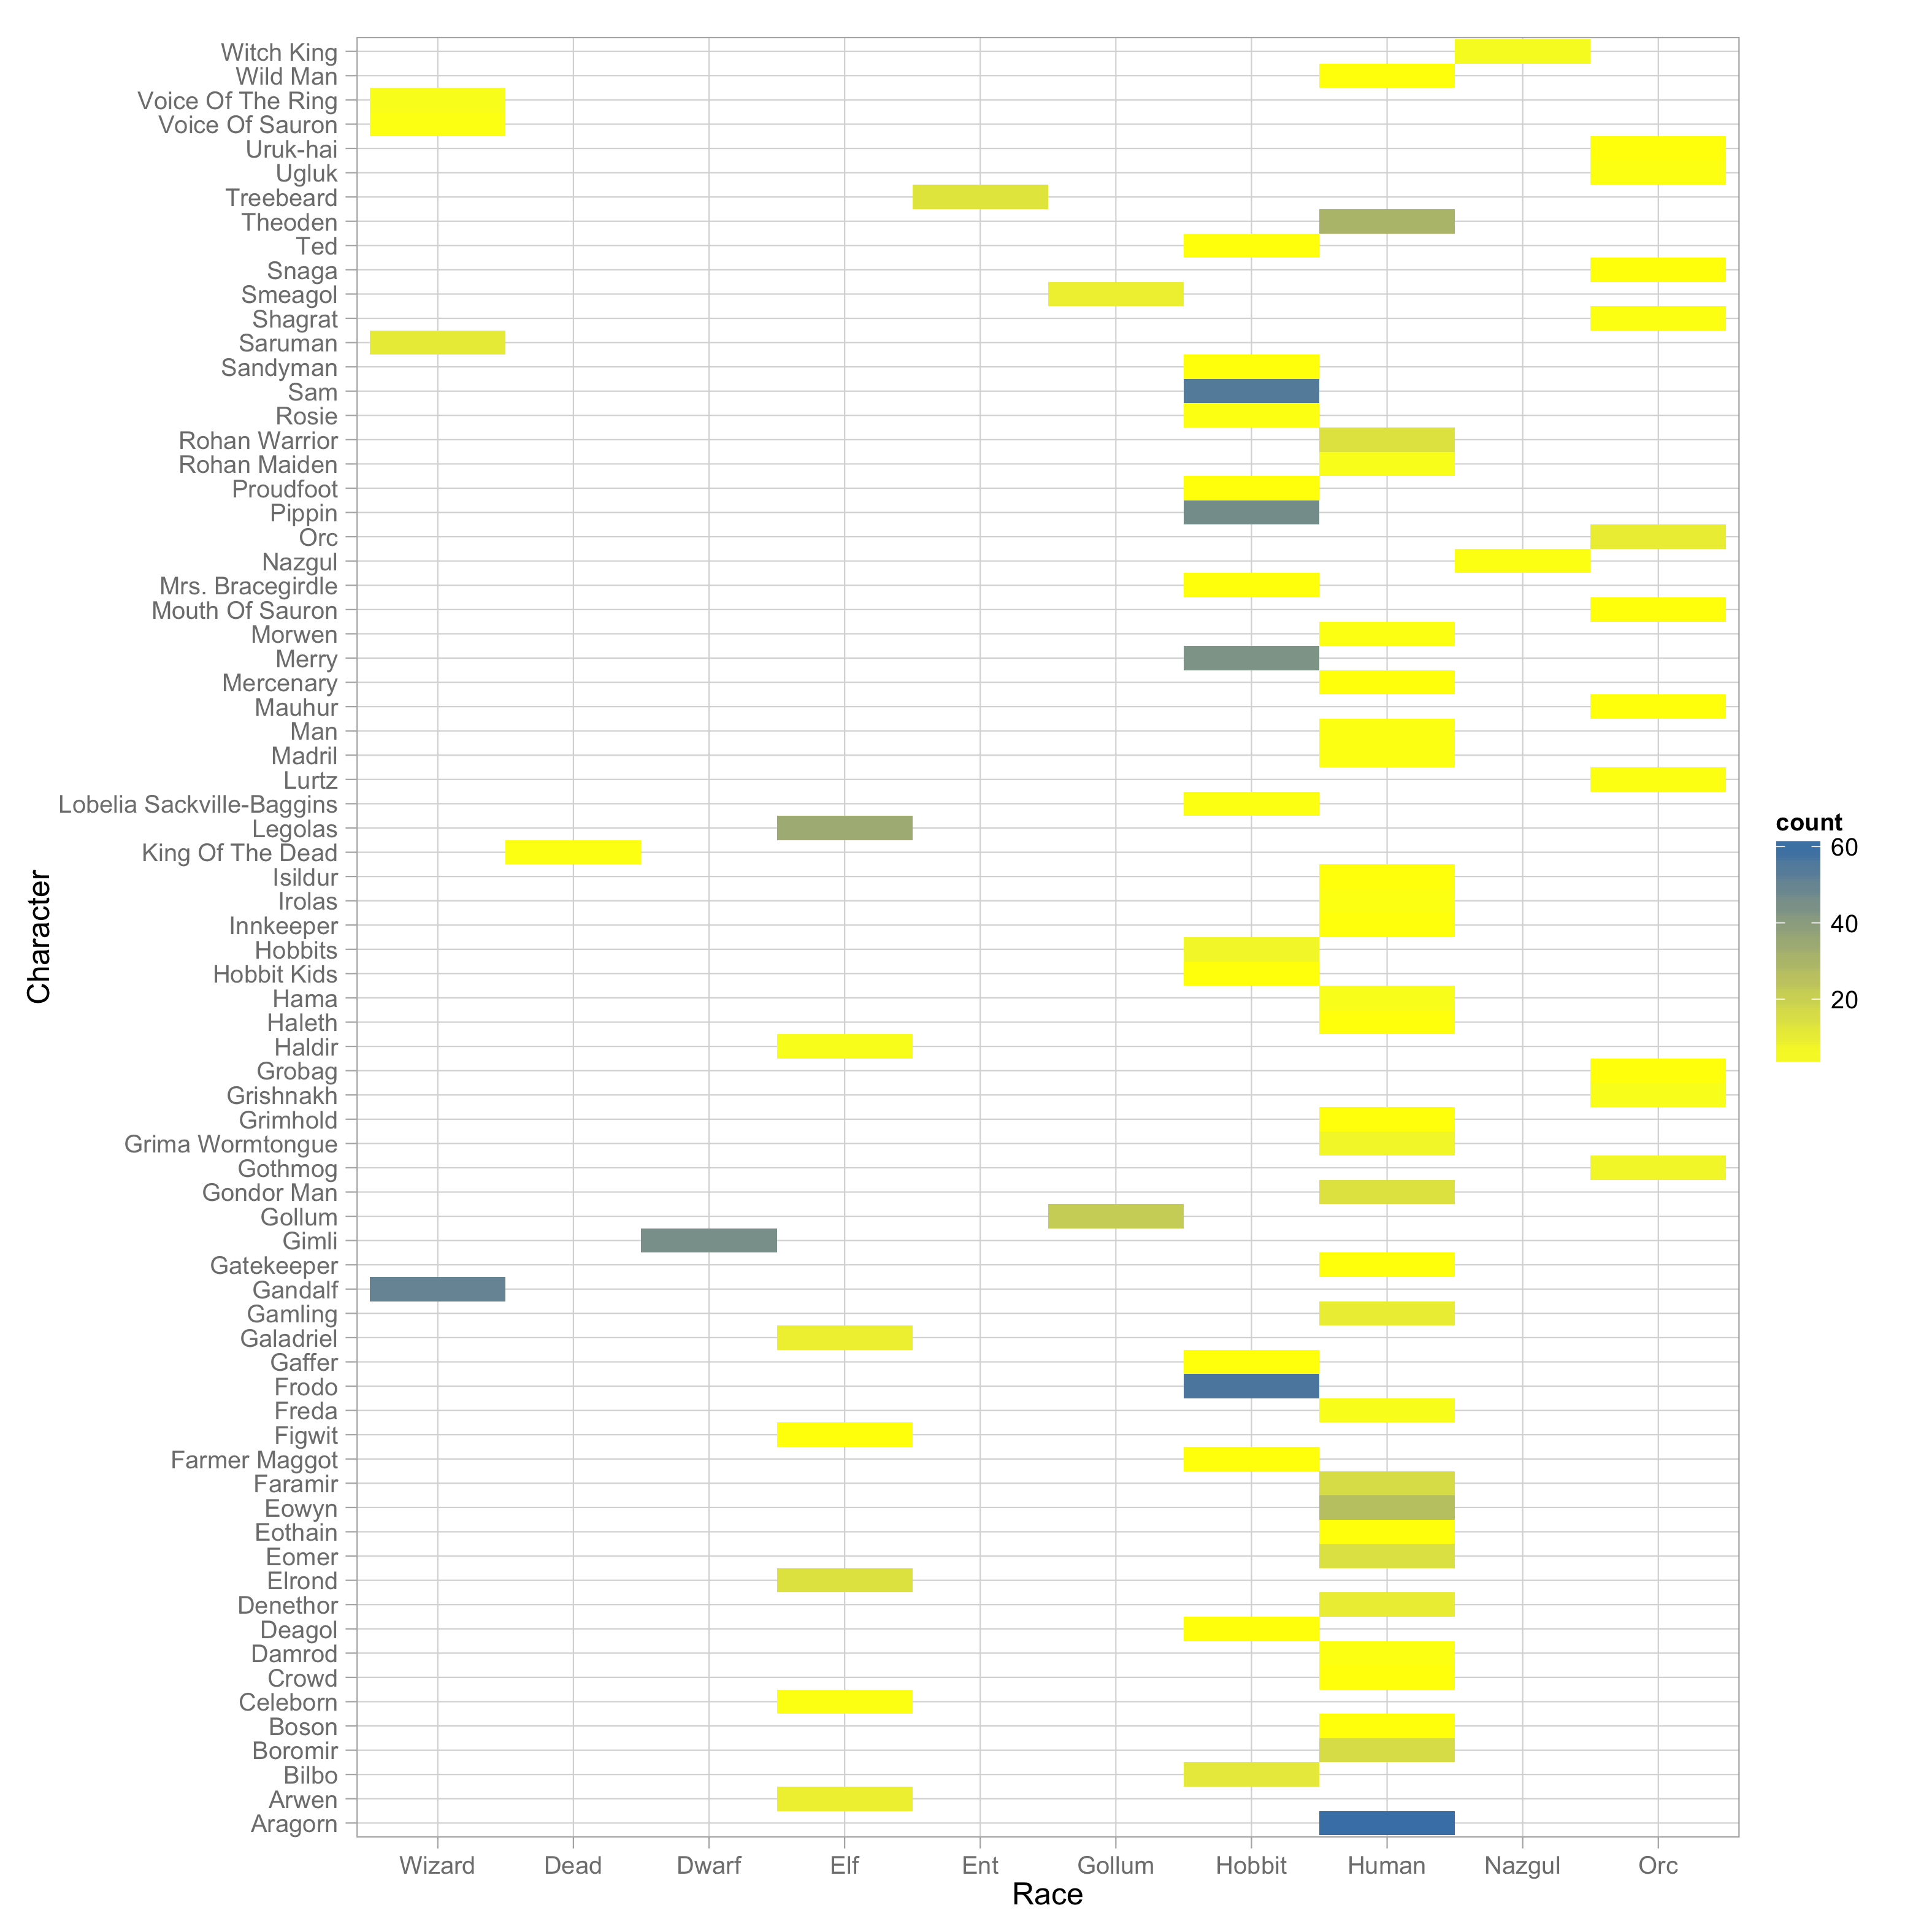 Witch King
Wild Man
Voice Of The Ring
Voice Of Sauron
Uruk-hai
Ugluk
Treebeard
Theoden
Ted
Snaga
Smeagol
Shagrat
Saruman
Sandyman
Sam
Rosie
Rohan Warrior
Rohan Maiden
Proudfoot
Pippin
Orc
Nazgul
Mrs. Bracegirdle
Mouth Of Sauron
Morwen
Merry
Mercenary
Mauhur
Man
Madril
Lurtz
Lobelia Sackville-Baggins
Legolas
King Of The Dead
Isildur
Irolas
Innkeeper
Hobbits
Hobbit Kids
Hama
Haleth
Haldir
Grobag
Grishnakh
Grimhold
Grima Wormtongue
Gothmog
Gondor Man
Gollum
Gimli
Gatekeeper
Gandalf
Gamling
Galadriel
Gaffer
Frodo
Freda
Figwit
Farmer Maggot
Faramir
Eowyn
Eothain
Eomer
Elrond
Denethor
Deagol
Damrod
Crowd
Celeborn
Boson
Boromir
Bilbo
Arwen
Aragorn
Character
Wizard Dead Dwarf Elf Ent Gollum Hobbit Human Nazgul Orc
Race
count
60
40
20